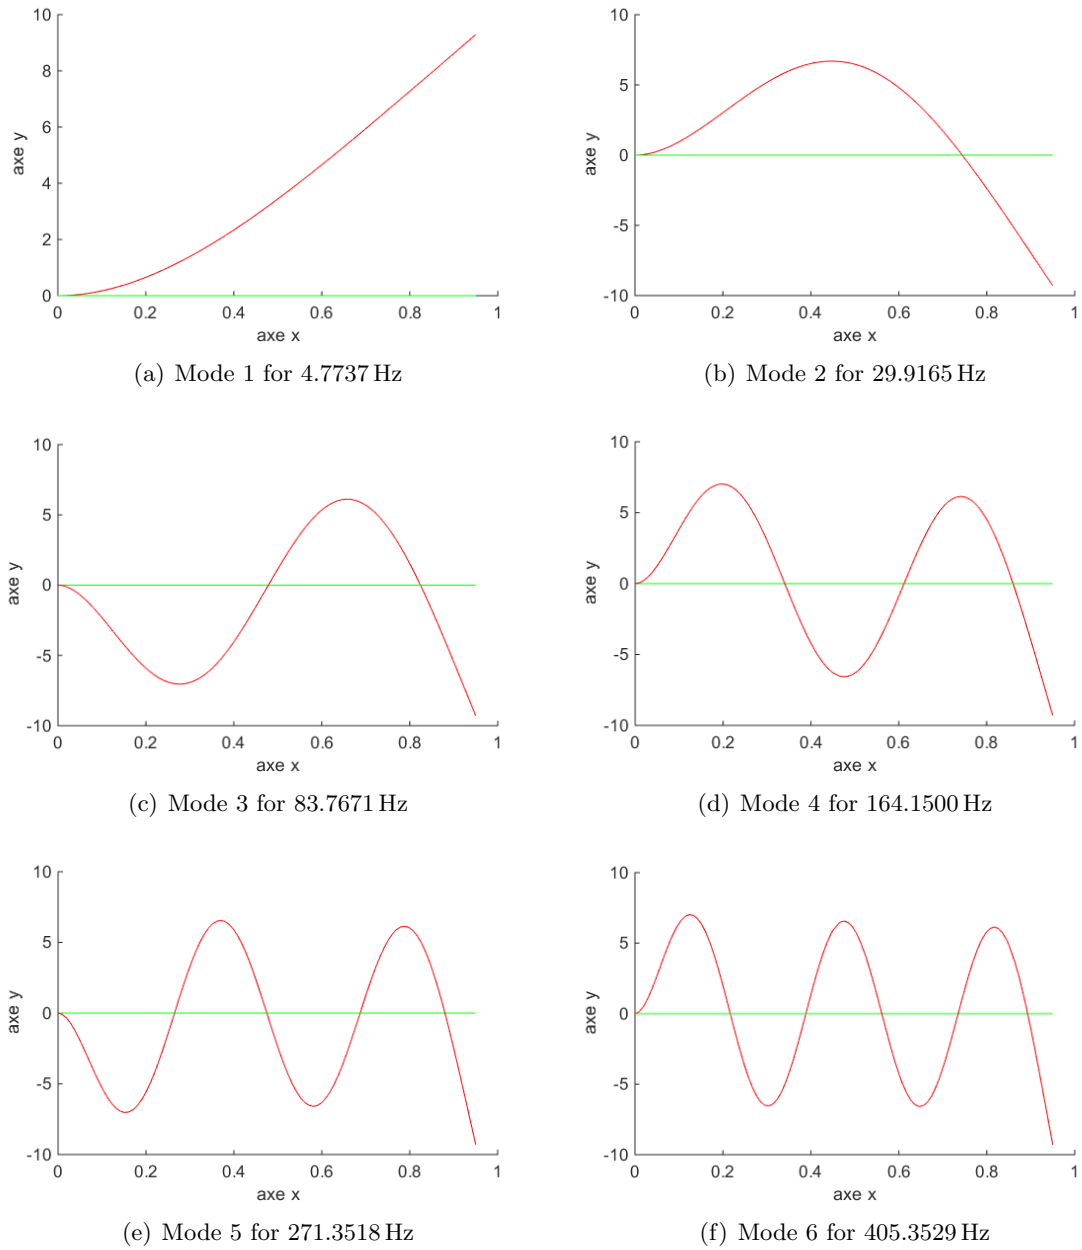 10
8
6
4
2
0
axe y
0 0.2 0.4 0.6 0.8 1
axe x
(a) Mode 1 for 4.7737 Hz
10
5
0
-5
-10
axe y
0 0.2 0.4 0.6 0.8 1
axe x
(b) Mode 2 for 29.9165 Hz
10
5
0
-5
-10
axe y
0 0.2 0.4 0.6 0.8 1
axe x
(c) Mode 3 for 83.7671 Hz
10
5
0
-5
-10
axe y
0 0.2 0.4 0.6 0.8 1
axe x
(d) Mode 4 for 164.1500 Hz
10
5
0
-5
-10
axe y
0 0.2 0.4 0.6 0.8 1
axe x
(e) Mode 5 for 271.3518 Hz
10
5
0
-5
-10
axe y
0 0.2 0.4 0.6 0.8 1
axe x
(f) Mode 6 for 405.3529 Hz